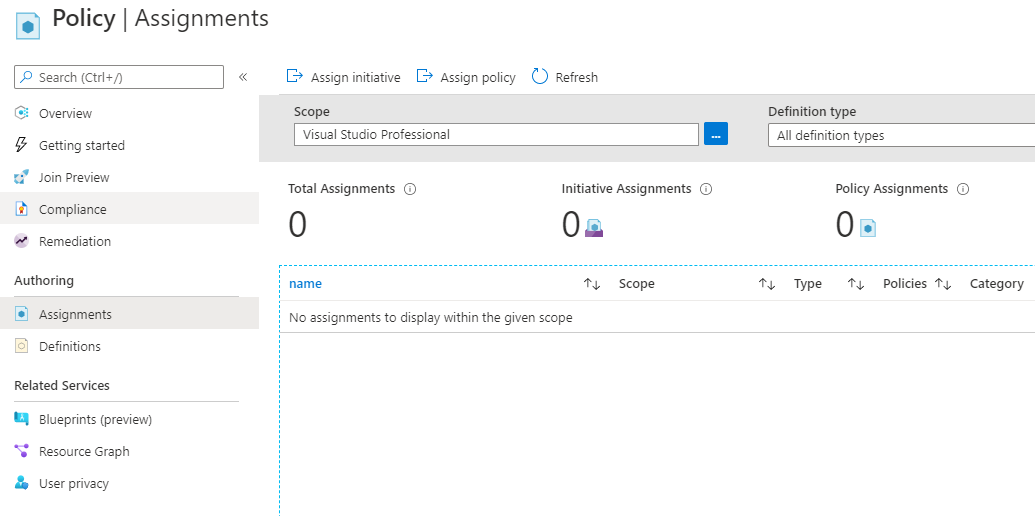 Policy | Assignments
Search (Ctrl+/)
«
Overview
Getting started
Join Preview
Compliance
Remediation
Authoring
Assignments
Definitions
Related Services
Blueprints (preview)
Resource Graph
User privacy
Assign initiative Assign policy Refresh
Scope Definition type
Visual Studio Professional ... All definition types
Total Assignments Initiative Assignments Policy Assignments
0 0 0
name Scope Type Policies Category
No assignments to display within the given scope